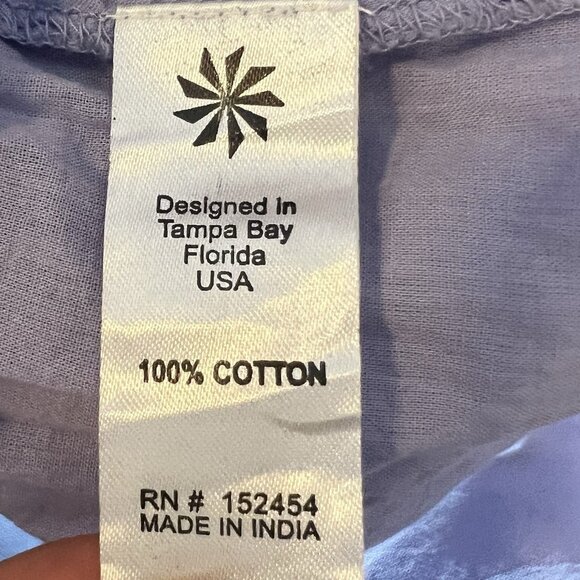 Designed in
Tampa Bay
Florida
USA
100% COTTON
RN # 152454
MADE IN INDIA